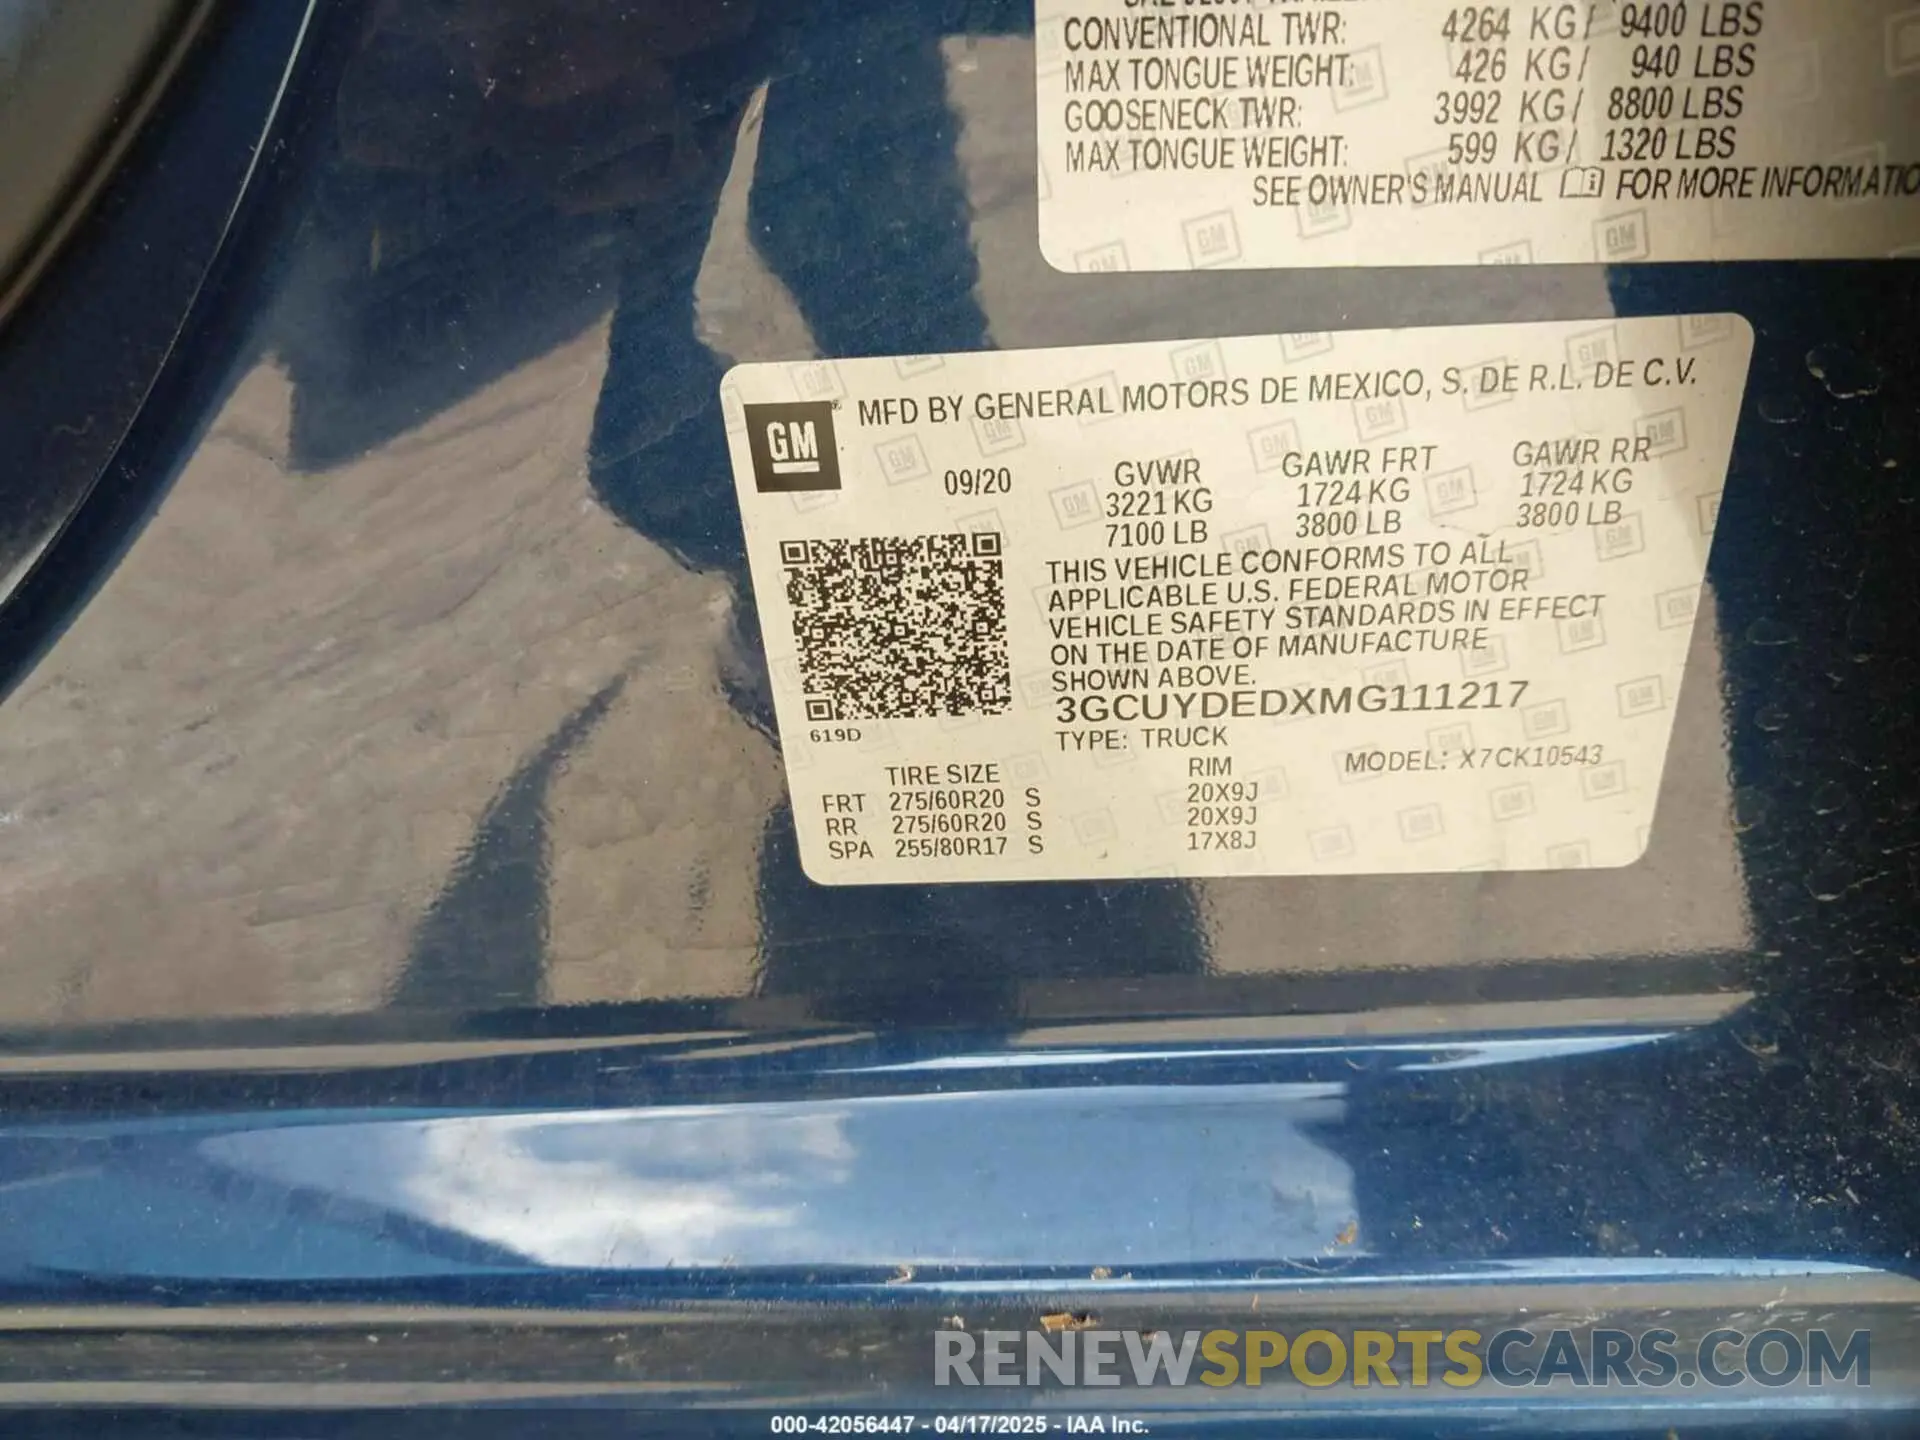 CONVENTIONAL TWR: 4264 KG/ 9400 LBS
MAX TONGUE WEIGHT: 426 KG/ 940 LBS
GOOSENECK TWR: 3992 KG/ 8800 LBS
MAX TONGUE WEIGHT: 599 KG/ 1320 LBS
SEE OWNER'S MANUAL FOR MORE INFORMATIO
GM® MFD BY GENERAL MOTORS DE MEXICO, S. DE R.L. DE C.V.
09/20 GVWR GAWR FRT GAWR RR
3221 KG 1724 KG 1724 KG
7100 LB 3800 LB 3800 LB
THIS VEHICLE CONFORMS TO ALL
APPLICABLE U.S. FEDERAL MOTOR
VEHICLE SAFETY STANDARDS IN EFFECT
ON THE DATE OF MANUFACTURE
SHOWN ABOVE.
3GCUYDEDXMG111217
619D
TYPE: TRUCK
MODEL: X7CK10543
TIRE SIZE RIM
FRT 275/60R20 S 20X9J
RR 275/60R20 S 20X9J
SPA 255/80R17 S 17X8J
RENEWSPORTSCARS.COM
000-42056447 - 04/17/2025 - IAA Inc.